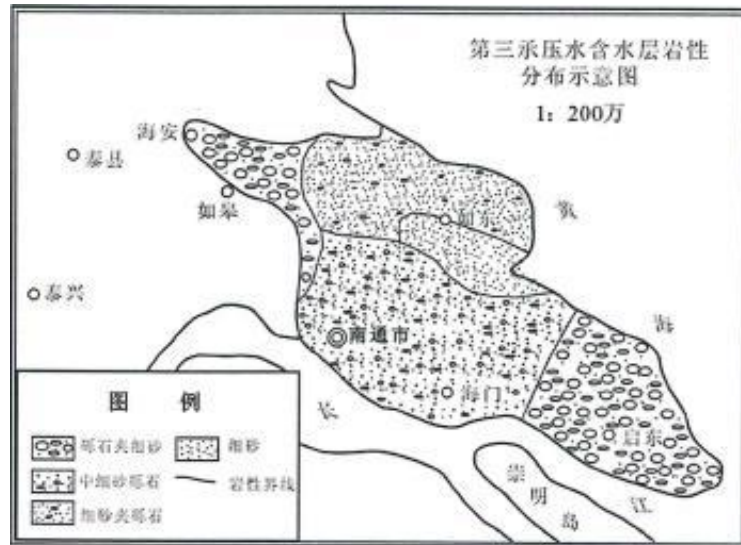 第三承压水含水层岩性
分布示意图
1：200万
海安
泰县
如皋
如东
黄
泰兴
海
南通市
海门
长
启东
江
崇
明
岛
图 例
砾石夹细砂
细砂
中细砂砾石
岩性界线
细砂夹砾石